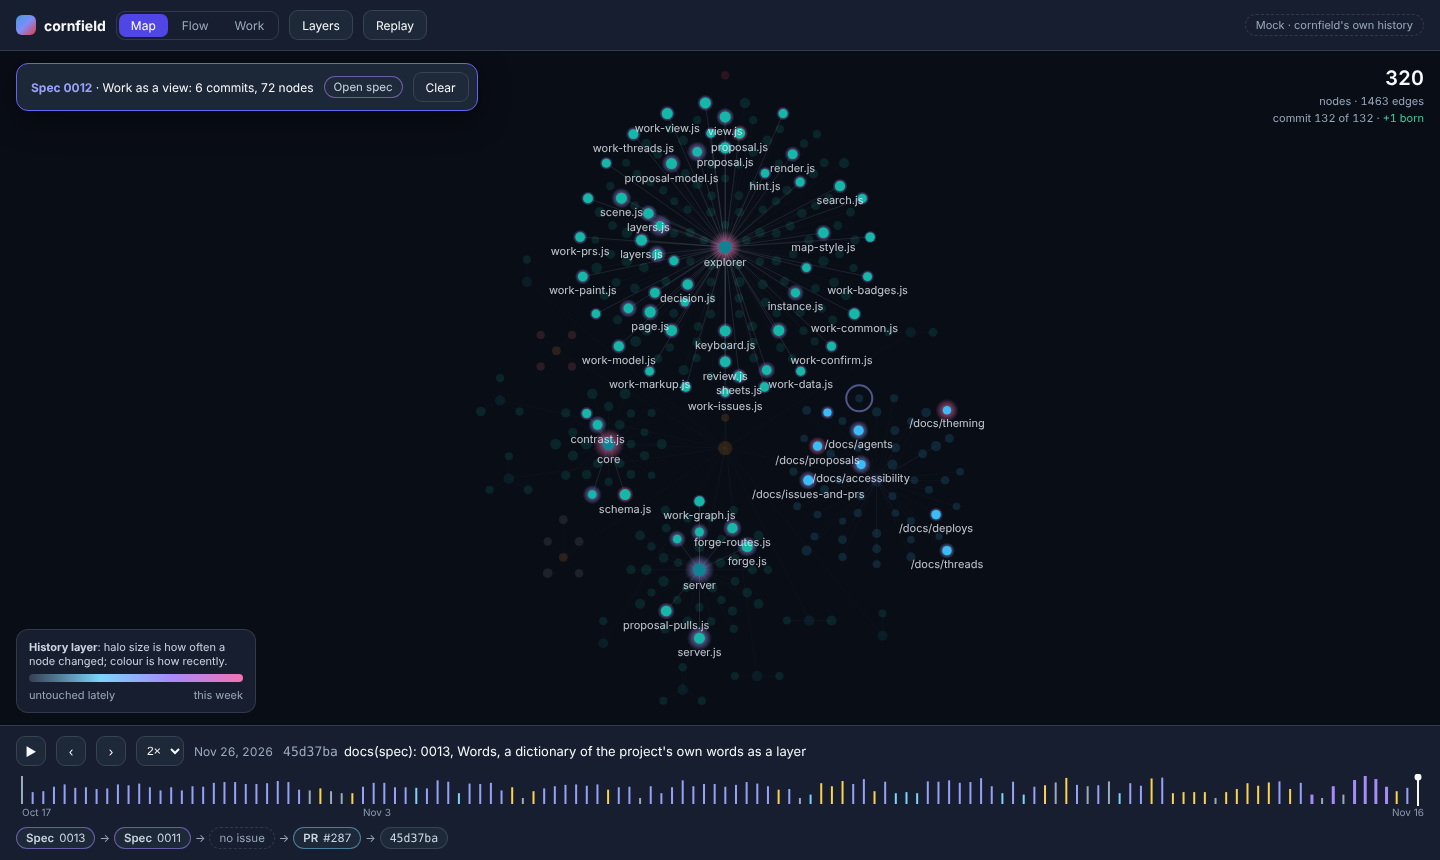 cornfield Map Flow Work Layers Replay Mock · cornfield's own history
Spec 0012 · Work as a view: 6 commits, 72 nodes Open spec Clear
320
nodes · 1463 edges
commit 132 of 132 · +1 born
work-view.js
view.js
work-threads.js
proposal.js
proposal.js
render.js
proposal-model.js
hint.js
search.js
scene.js
layers.js
work-prs.js
layers.js
map-style.js
explorer
work-paint.js
decision.js
work-badges.js
instance.js
page.js
work-common.js
keyboard.js
work-model.js
work-confirm.js
review.js
work-markup.js
sheets.js
work-data.js
work-issues.js
/docs/theming
contrast.js
/docs/agents
core
/docs/proposals
/docs/accessibility
/docs/issues-and-prs
schema.js
work-graph.js
/docs/deploys
forge-routes.js
forge.js
/docs/threads
server
proposal-pulls.js
server.js
History layer: halo size is how often a
node changed; colour is how recently.
untouched lately this week
▶ ‹ › 2× Nov 26, 2026 45d37ba docs(spec): 0013, Words, a dictionary of the project's own words as a layer
Oct 17 Nov 3 Nov 16
Spec 0013 → Spec 0011 → no issue → PR #287 → 45d37ba